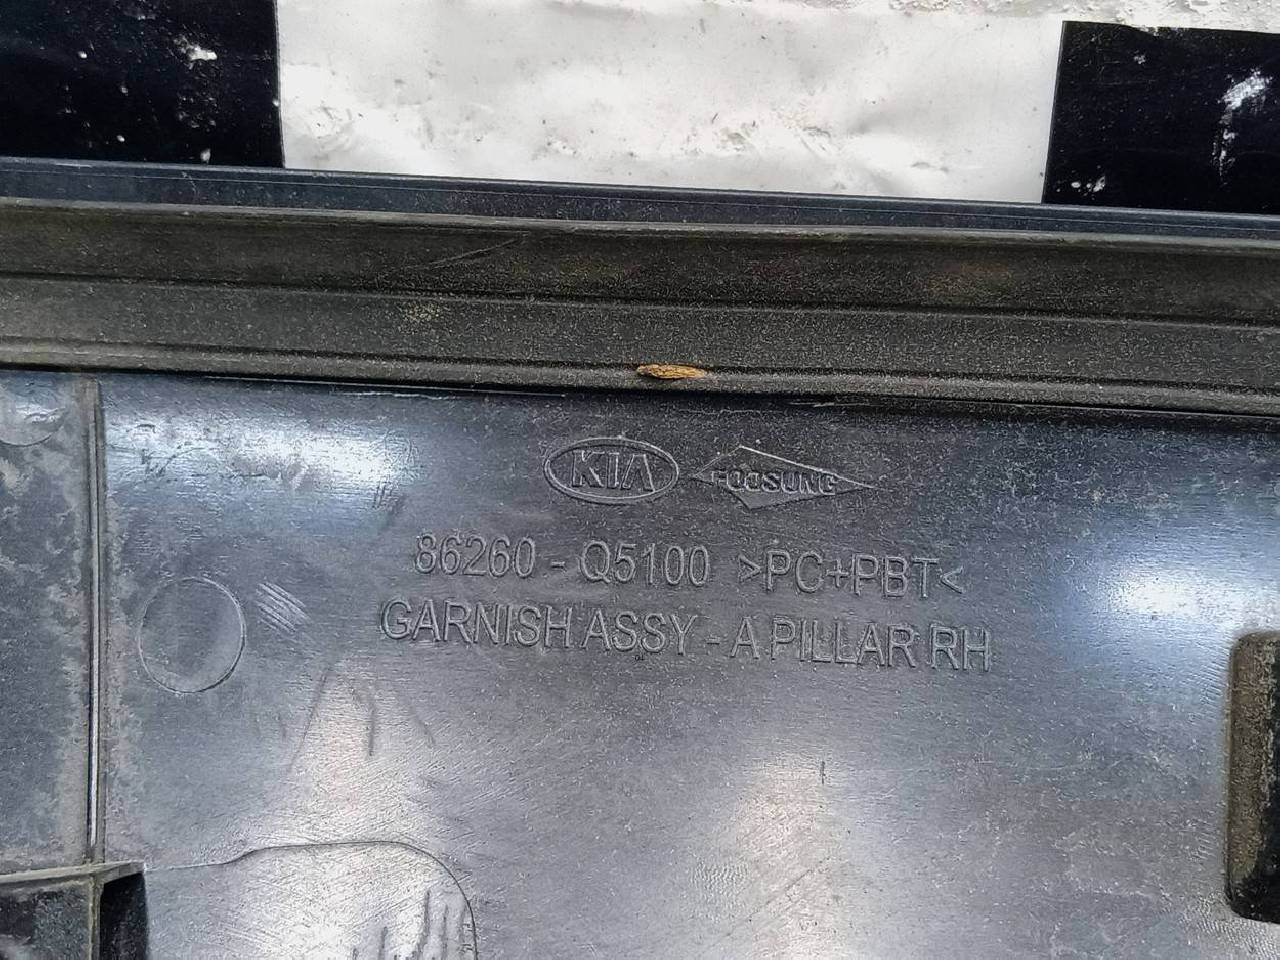 KIA FOOSUNG
86260 - Q5100 >PC+PBT<
GARNISH ASSY - A PILLAR RH